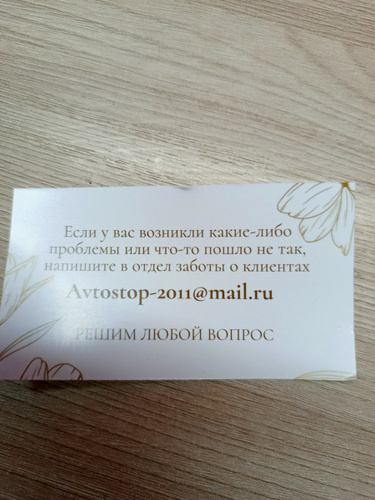 Если у вас возникли какие-либо
проблемы или что-то пошло не так,
напишите в отдел заботы о клиентах
Avtostop-2011@mail.ru
РЕШИМ ЛЮБОЙ ВОПРОС